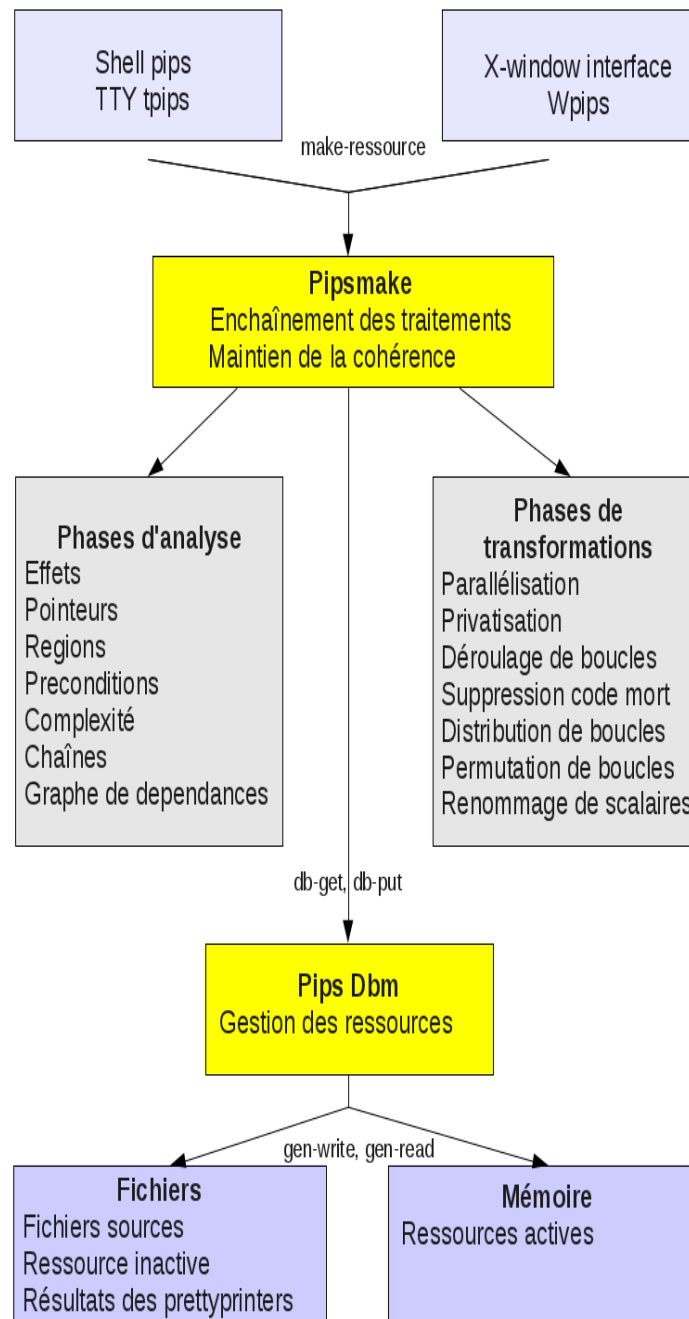 Shell pips
TTY tpips
X-window interface
Wpips
make-ressource
Pipsmake
Enchaînement des traitements
Maintien de la cohérence
Phases d'analyse
Effets
Pointeurs
Regions
Preconditions
Complexité
Chaînes
Graphe de dependances
Phases de
transformations
Parallélisation
Privatisation
Déroulage de boucles
Suppression code mort
Distribution de boucles
Permutation de boucles
Renommage de scalaires
db-get, db-put
Pips Dbm
Gestion des ressources
gen-write, gen-read
Fichiers
Fichiers sources
Ressource inactive
Résultats des prettyprinters
Mémoire
Ressources actives